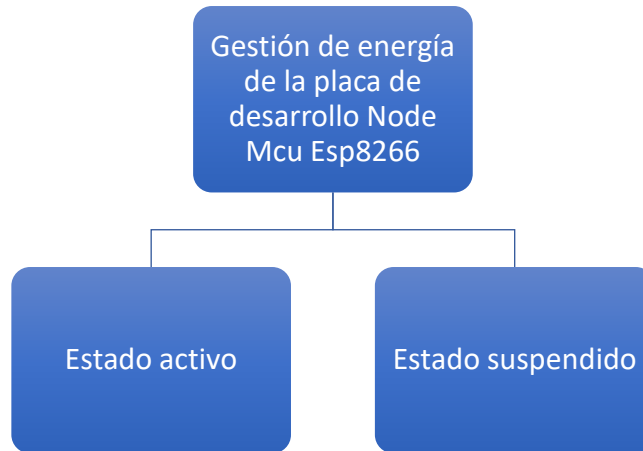 Gestión de energía
de la placa de
desarrollo Node
Mcu Esp8266
Estado activo
Estado suspendido